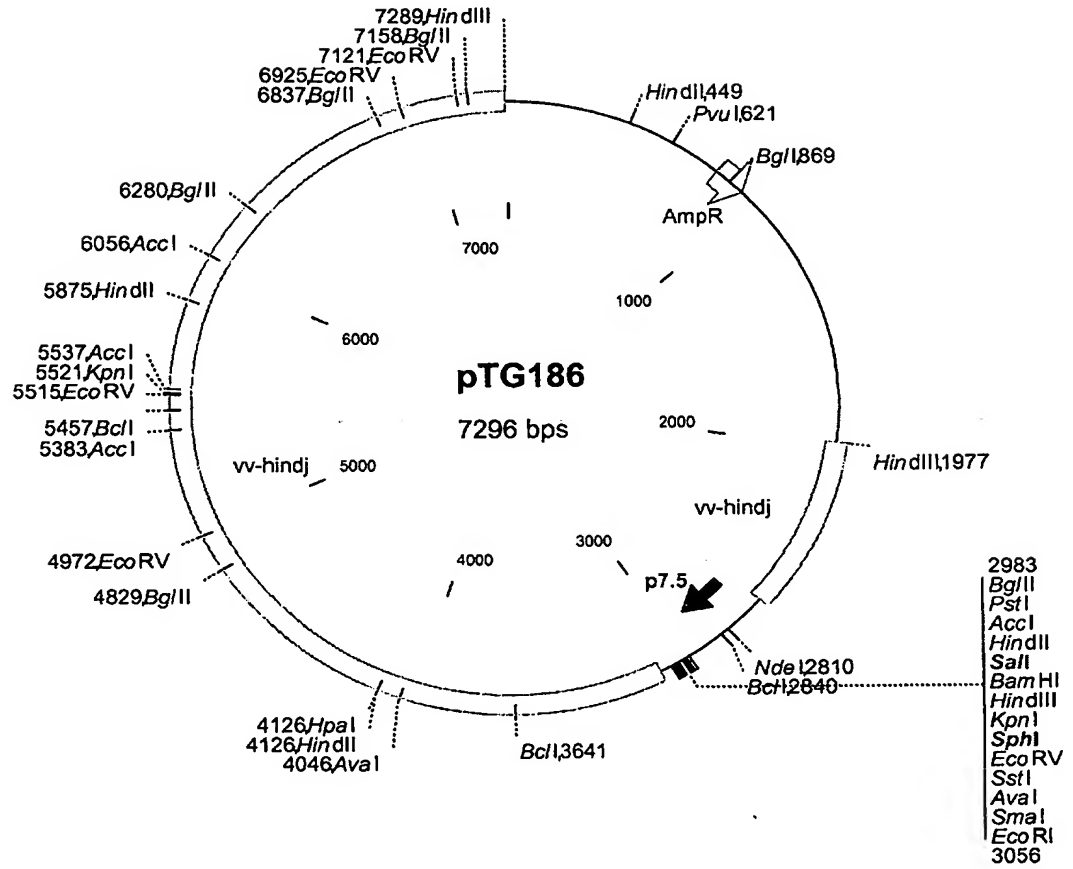 7289,HindIII
7158,BglII
7121,EcoRV
6925,EcoRV
6837,BglII
HindII,449
PvuI,621
BglI,869
AmpR
6280,BglII
6056,AccI
5875,HindII
7000
1000
6000
5537,AccI
5521,KpnI
5515,EcoRV
5457,BclI
5383,AccI
pTG186
7296 bps
2000
HindIII,1977
vv-hindj
5000
vv-hindj
3000
4000
4972,EcoRV
4829,BglII
p7.5
NdeI,2810
BclI,2840
4126,HpaI
4126,HindII
4046,AvaI
BclI,3641
2983
BglII
PstI
AccI
HindII
SalI
BamHI
HindIII
KpnI
SphI
EcoRV
SstI
AvaI
SmaI
EcoRI
3056